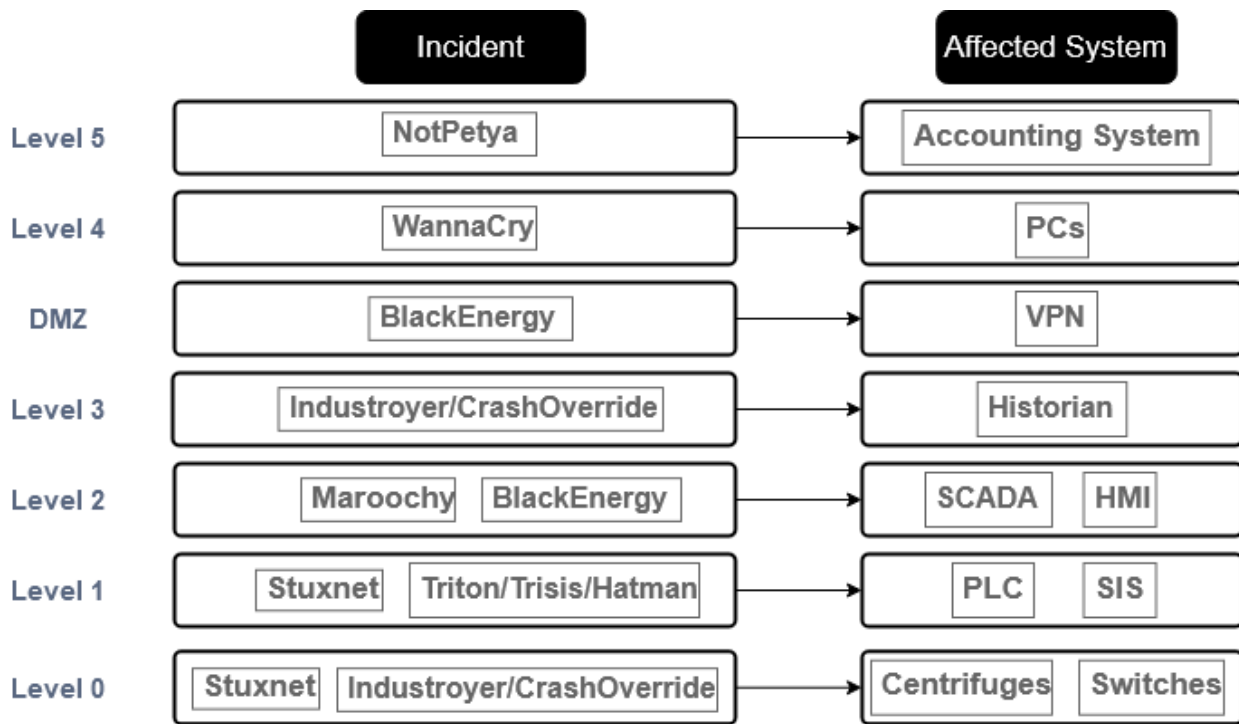 Incident Affected System
Level 5 NotPetya Accounting System
Level 4 WannaCry PCs
DMZ BlackEnergy VPN
Level 3 Industroyer/CrashOverride Historian
Level 2 Maroochy BlackEnergy SCADA HMI
Level 1 Stuxnet Triton/Trisis/Hatman PLC SIS
Level 0 Stuxnet Industroyer/CrashOverride Centrifuges Switches